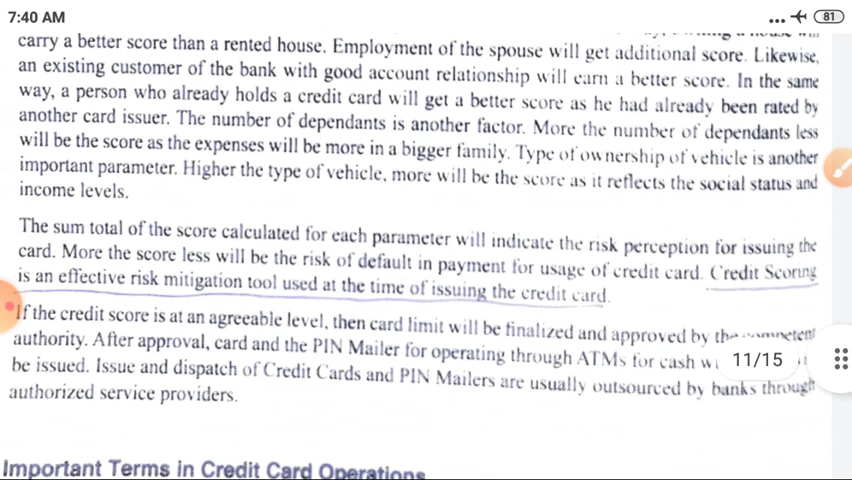 7:40 AM
81
carry a better score than a rented house. Employment of the spouse will get additional score. Likewise,
an existing customer of the bank with good account relationship will earn a better score. In the same
way, a person who already holds a credit card will get a better score as he had already been rated by
another card issuer. The number of dependants is another factor. More the number of dependants less
will be the score as the expenses will be more in a bigger family. Type of ownership of vehicle is another
important parameter. Higher the type of vehicle, more will be the score as it reflects the social status and
income levels.
The sum total of the score calculated for each parameter will indicate the risk perception for issuing the
card. More the score less will be the risk of default in payment for usage of credit card. Credit Scoring
is an effective risk mitigation tool used at the time of issuing the credit card.
If the credit score is at an agreeable level, then card limit will be finalized and approved by the competent
authority. After approval, card and the PIN Mailer for operating through ATMs for cash
11/15
be issued. Issue and dispatch of Credit Cards and PIN Mailers are usually outsourced by banks through
authorized service providers.
Important Terms in Credit Card Operations